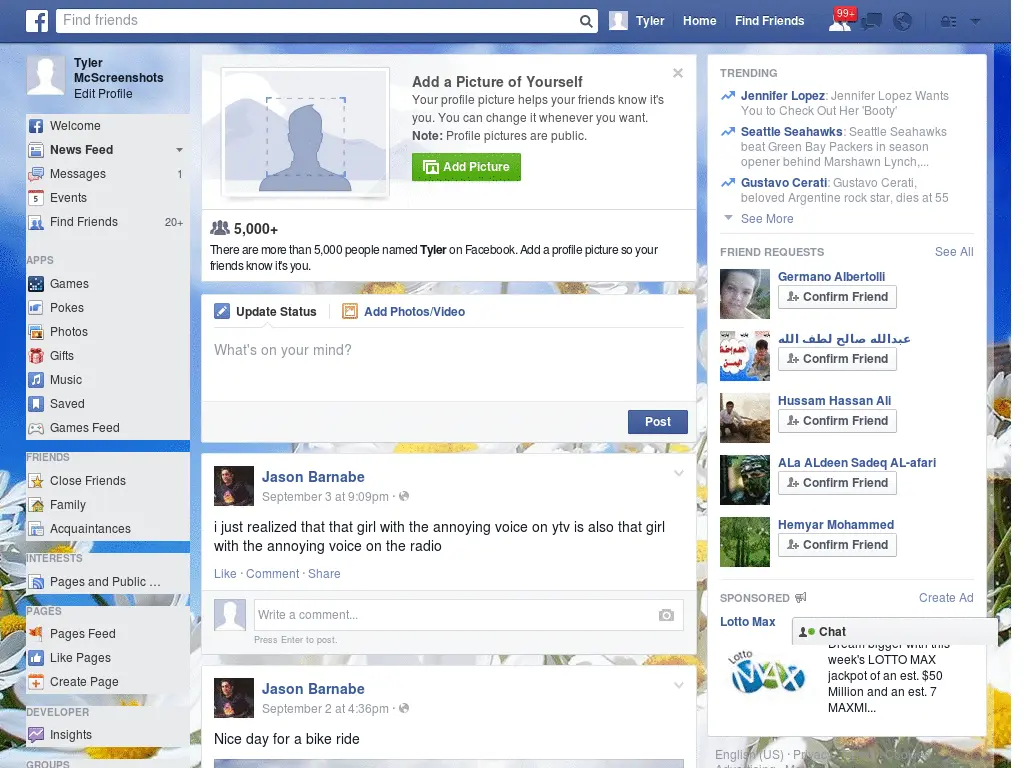 Find friends
Tyler
Home
Find Friends
99+
Tyler
McScreenshots
Edit Profile
Welcome
News Feed
Messages 1
5 Events
Find Friends 20+
APPS
Games
Pokes
Photos
Gifts
Music
Saved
Games Feed
FRIENDS
Close Friends
Family
Acquaintances
INTERESTS
Pages and Public ...
PAGES
Pages Feed
Like Pages
Create Page
DEVELOPER
Insights
GROUPS
Add a Picture of Yourself
Your profile picture helps your friends know it's
you. You can change it whenever you want.
Note: Profile pictures are public.
Add Picture
5,000+
There are more than 5,000 people named Tyler on Facebook. Add a profile picture so your
friends know it's you.
Update Status
Add Photos/Video
What's on your mind?
Post
Jason Barnabe
September 3 at 9:09pm ·
i just realized that that girl with the annoying voice on ytv is also that girl
with the annoying voice on the radio
Like · Comment · Share
Write a comment...
Press Enter to post.
Jason Barnabe
September 2 at 4:36pm ·
Nice day for a bike ride
TRENDING
Jennifer Lopez: Jennifer Lopez Wants
You to Check Out Her 'Booty'
Seattle Seahawks: Seattle Seahawks
beat Green Bay Packers in season
opener behind Marshawn Lynch,...
Gustavo Cerati: Gustavo Cerati,
beloved Argentine rock star, dies at 55
See More
FRIEND REQUESTS See All
Germano Albertolli
Confirm Friend
عبدالله صالح لطف الله
Confirm Friend
Hussam Hassan Ali
Confirm Friend
ALa ALdeen Sadeq AL-afari
Confirm Friend
Hemyar Mohammed
Confirm Friend
SPONSORED Create Ad
Lotto Max
Chat
Lotto
MAX
Dream bigger with this
week's LOTTO MAX
jackpot of an est. $50
Million and an est. 7
MAXMI...
English (US) ·